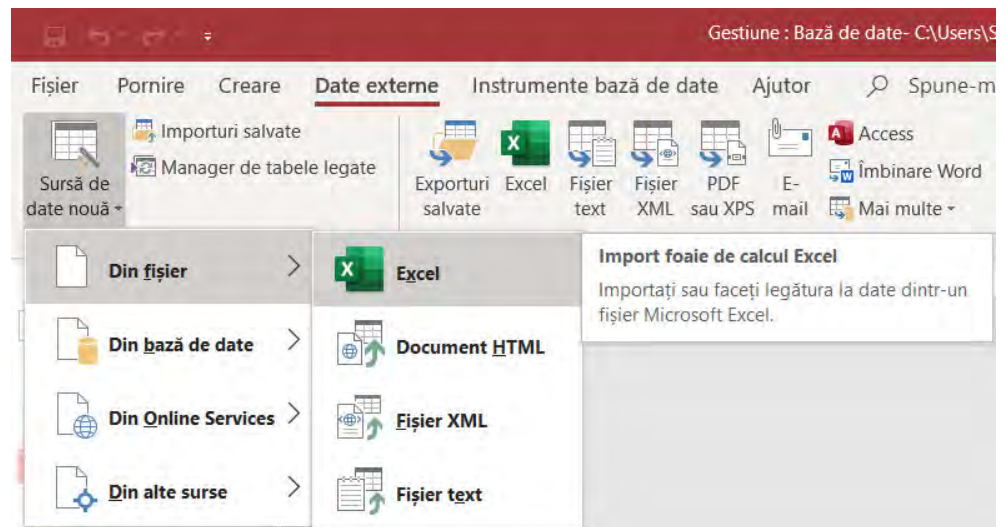 Gestiune : Bază de date- C:\Users\S
Fișier Pornire Creare Date externe Instrumente bază de date Ajutor Spune-m
Sursă de
date nouă
Importuri salvate
Manager de tabele legate
Exporturi
salvate
Excel
Fișier
text
Fișier
XML
PDF
sau XPS
E-
mail
Access
Îmbinare Word
Mai multe
Din fișier
Din bază de date
Din Online Services
Din alte surse
Excel
Document HTML
Fișier XML
Fișier text
Import foaie de calcul Excel
Importați sau faceți legătura la date dintr-un
fișier Microsoft Excel.